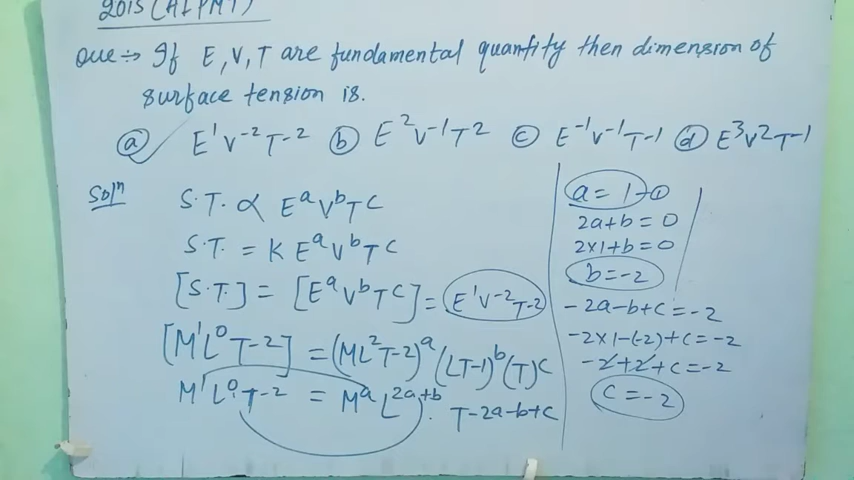 2015 (AIPMT)
Que ⇒ If E, V, T are fundamental quantity then dimension of
surface tension is.
(a) ✓ E¹V⁻²T⁻² (b) E²V⁻¹T² (c) E⁻¹V⁻¹T⁻¹ (d) E³V²T⁻¹
Solⁿ
S.T. ∝ EᵃVᵇTᶜ
S.T. = K EᵃVᵇTᶜ
[S.T.] = [EᵃVᵇTᶜ] = E¹V⁻²T⁻²
[M¹L⁰T⁻²] = (ML²T⁻²)ᵃ (LT⁻¹)ᵇ (T)ᶜ
M¹L⁰T⁻² = Mᵃ L²ᵃ⁺ᵇ . T⁻²ᵃ⁻ᵇ⁺ᶜ
a = 1 -①
2a+b = 0
2×1+b = 0
b = -2
-2a-b+c = -2
-2×1-(-2)+c = -2
-2+2+c = -2
c = -2